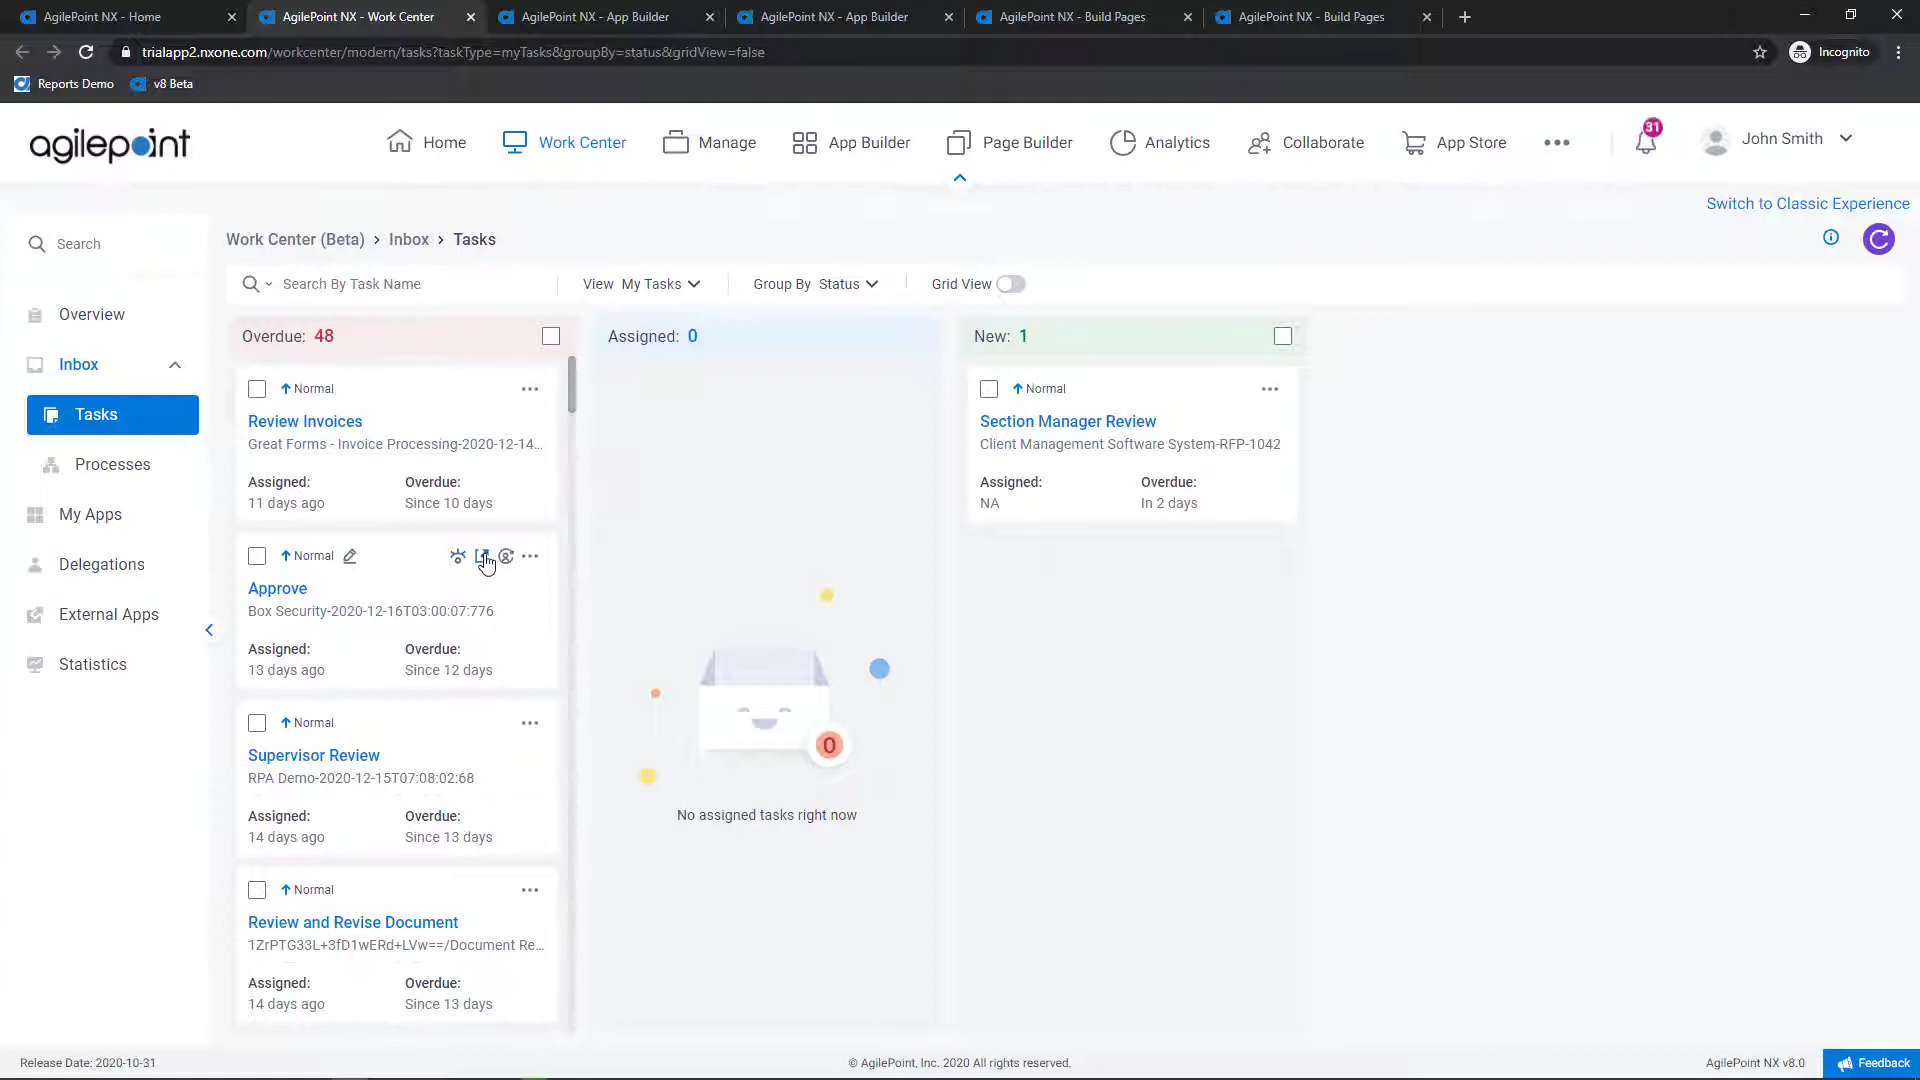 AgilePoint NX - Home
AgilePoint NX - Work Center
AgilePoint NX - App Builder
AgilePoint NX - App Builder
AgilePoint NX - Build Pages
AgilePoint NX - Build Pages
trialapp2.nxone.com/workcenter/modern/tasks?taskType=myTasks&groupBy=status&gridView=false
Incognito
Reports Demo
v8 Beta
agilepoint
Home
Work Center
Manage
App Builder
Page Builder
Analytics
Collaborate
App Store
31
John Smith
Switch to Classic Experience
Search
Work Center (Beta) > Inbox > Tasks
Search By Task Name
View My Tasks
Group By Status
Grid View
Overview
Inbox
Tasks
Processes
My Apps
Delegations
External Apps
Statistics
Overdue: 48
Normal
Review Invoices
Great Forms - Invoice Processing-2020-12-14...
Assigned: Overdue:
11 days ago Since 10 days
Normal
Approve
Box Security-2020-12-16T03:00:07:776
Assigned: Overdue:
13 days ago Since 12 days
Normal
Supervisor Review
RPA Demo-2020-12-15T07:08:02:68
Assigned: Overdue:
14 days ago Since 13 days
Normal
Review and Revise Document
1ZrPTG33L+3fD1wERd+LVw==/Document Re...
Assigned: Overdue:
14 days ago Since 13 days
Assigned: 0
0
No assigned tasks right now
New: 1
Normal
Section Manager Review
Client Management Software System-RFP-1042
Assigned: Overdue:
NA In 2 days
Release Date: 2020-10-31
© AgilePoint, Inc. 2020 All rights reserved.
AgilePoint NX v8.0
Feedback